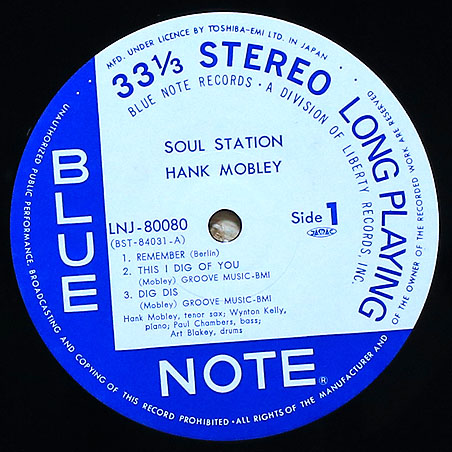 MFD. UNDER LICENCE BY TOSHIBA-EMI LTD. IN JAPAN
33 1/3 STEREO LONG PLAYING
BLUE NOTE RECORDS · A DIVISION OF LIBERTY RECORDS, INC.
SOUL STATION
HANK MOBLEY
LNJ-80080
(BST-84031-A)
Side 1
JASRAC
1. REMEMBER (Berlin)
2. THIS I DIG OF YOU
(Mobley) GROOVE MUSIC-BMI
3. DIG DIS
(Mobley) GROOVE MUSIC-BMI
Hank Mobley, tenor sax; Wynton Kelly,
piano; Paul Chambers, bass;
Art Blakey, drums
BLUE
NOTE®
UNAUTHORIZED PUBLIC PERFORMANCE, BROADCASTING AND COPYING OF THIS RECORD PROHIBITED · ALL RIGHTS OF THE MANUFACTURER AND OF THE OWNER OF THE RECORDED WORK ARE RESERVED